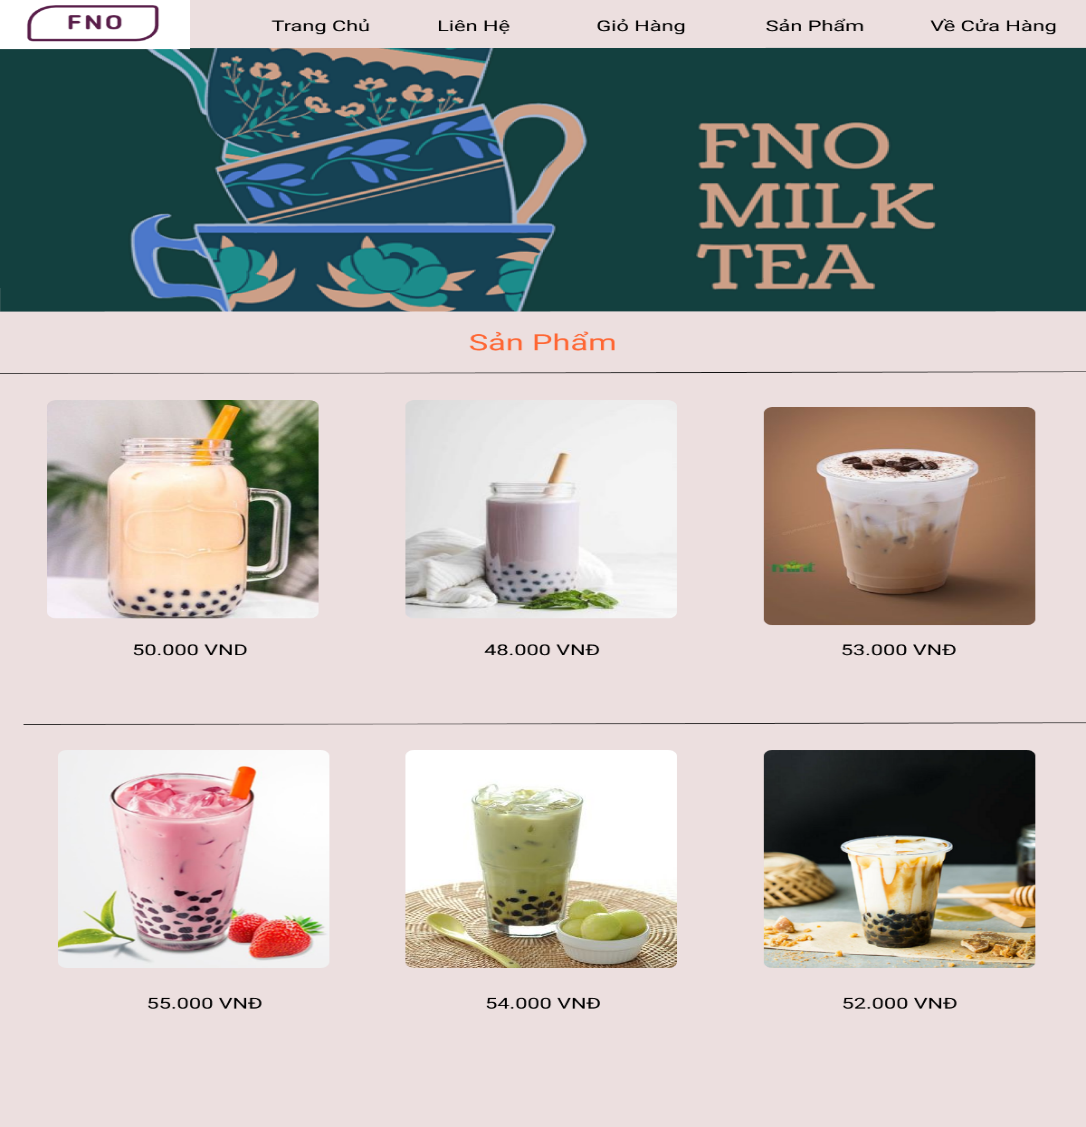 FNO
Trang Chủ
Liên Hệ
Giỏ Hàng
Sản Phẩm
Về Cửa Hàng
FNO
MILK
TEA
Sản Phẩm
50.000 VND
48.000 VNĐ
53.000 VNĐ
55.000 VNĐ
54.000 VNĐ
52.000 VNĐ